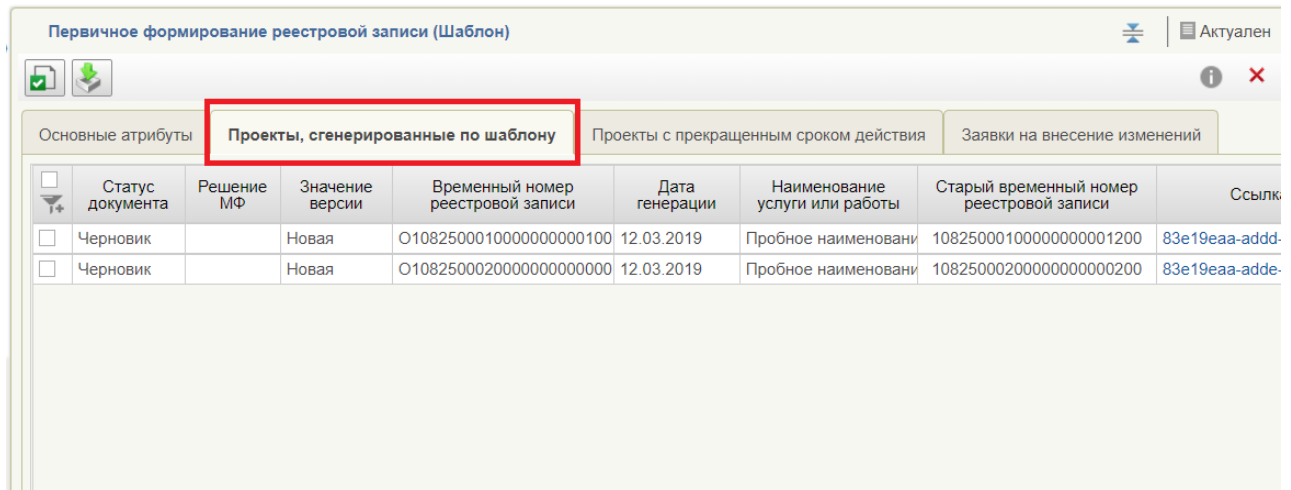 Первичное формирование реестровой записи (Шаблон)
Актуален
Основные атрибуты
Проекты, сгенерированные по шаблону
Проекты с прекращенным сроком действия
Заявки на внесение изменений
Статус документа
Решение МФ
Значение версии
Временный номер реестровой записи
Дата генерации
Наименование услуги или работы
Старый временный номер реестровой записи
Ссылк
Черновик Новая О10825000100000000000100 12.03.2019 Пробное наименовани 10825000100000000001200 83e19eaa-addd-
Черновик Новая О10825000200000000000000 12.03.2019 Пробное наименовани 10825000200000000000200 83e19eaa-adde-